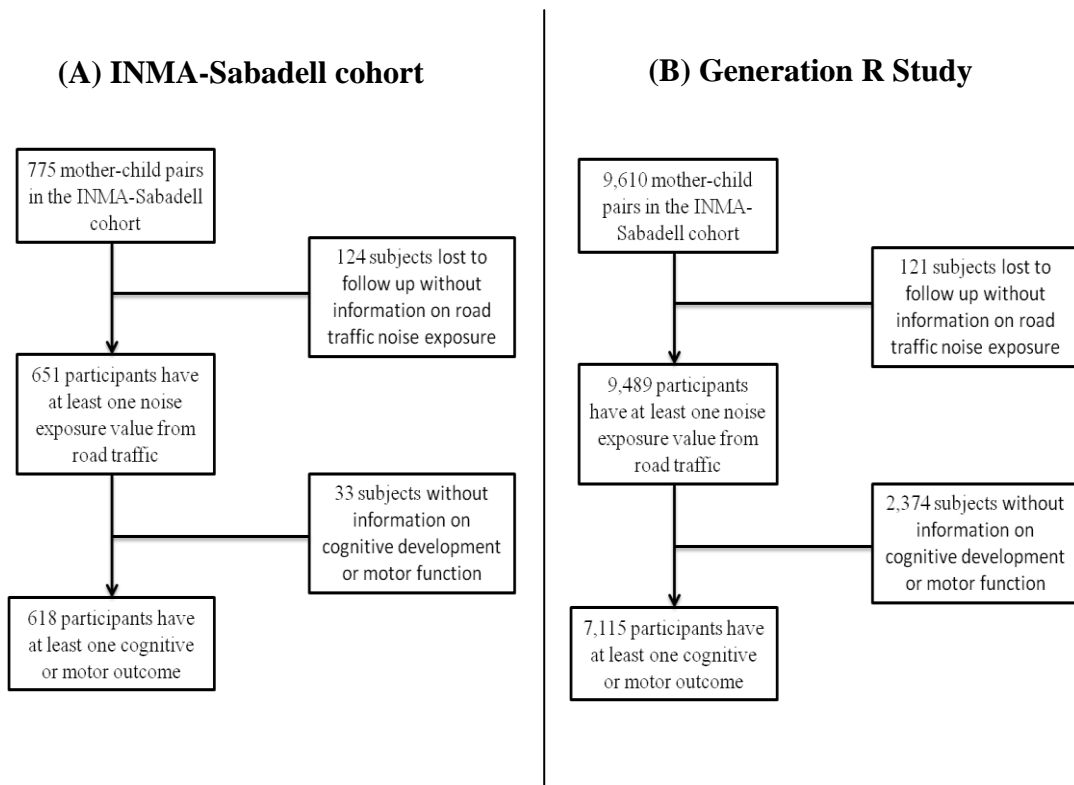 (A) INMA-Sabadell cohort
775 mother-child pairs
in the INMA-Sabadell
cohort
124 subjects lost to
follow up without
information on road
traffic noise exposure
651 participants have
at least one noise
exposure value from
road traffic
33 subjects without
information on
cognitive development
or motor function
618 participants have
at least one cognitive
or motor outcome
(B) Generation R Study
9,610 mother-child
pairs in the INMA-
Sabadell cohort
121 subjects lost to
follow up without
information on road
traffic noise exposure
9,489 participants
have at least one noise
exposure value from
road traffic
2,374 subjects without
information on
cognitive development
or motor function
7,115 participants have
at least one cognitive
or motor outcome